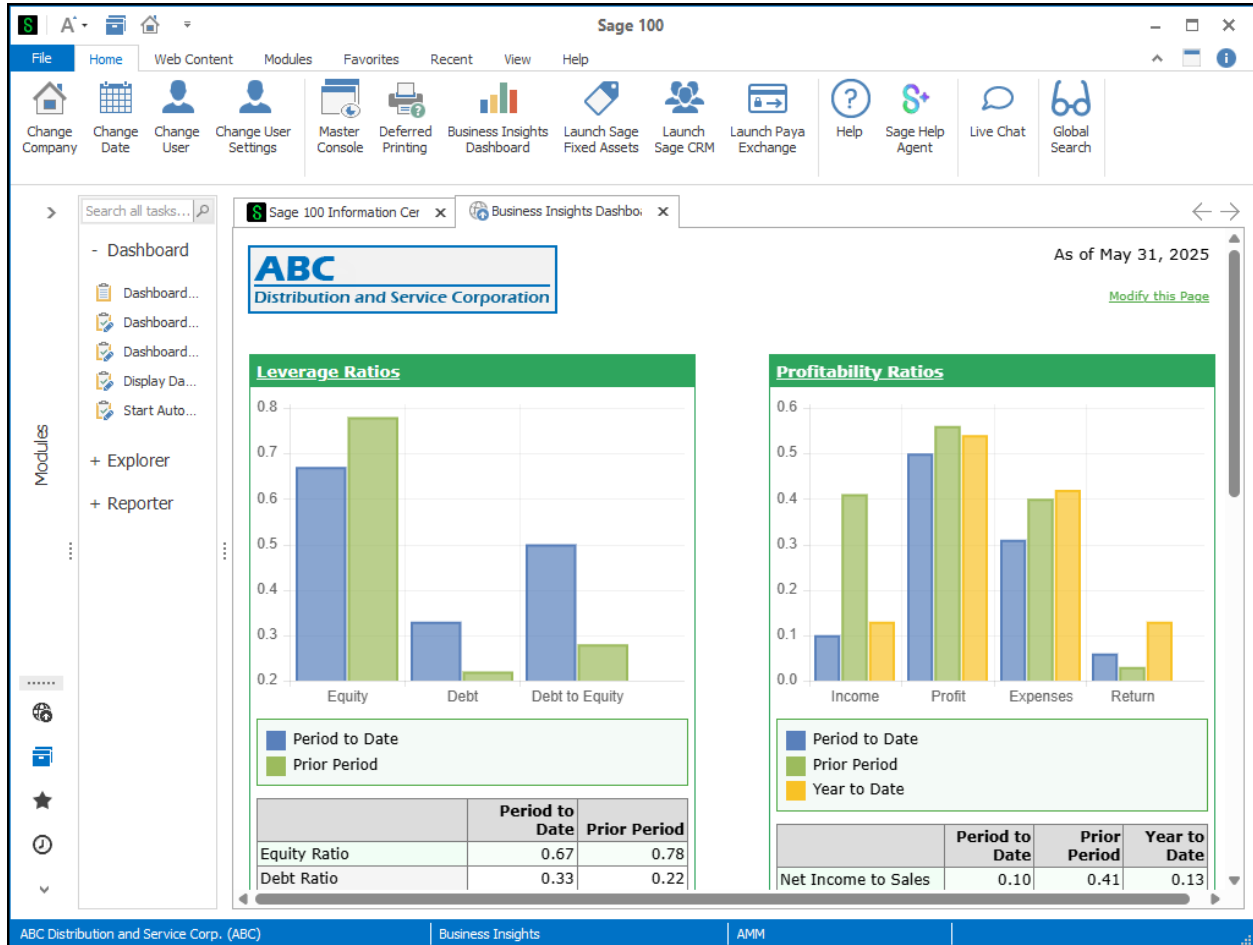 Sage 100
File Home Web Content Modules Favorites Recent View Help
Change Company
Change Date
Change User
Change User Settings
Master Console
Deferred Printing
Business Insights Dashboard
Launch Sage Fixed Assets
Launch Sage CRM
Launch Paya Exchange
Help
Sage Help Agent
Live Chat
Global Search
Modules
Search all tasks...
- Dashboard
Dashboard...
Dashboard...
Dashboard...
Display Da...
Start Auto...
+ Explorer
+ Reporter
Sage 100 Information Cer
Business Insights Dashbo
ABC
Distribution and Service Corporation
As of May 31, 2025
Modify this Page
Leverage Ratios
0.8
0.7
0.6
0.5
0.4
0.3
0.2
Equity Debt Debt to Equity
Period to Date
Prior Period
Period to Date Prior Period
Equity Ratio 0.67 0.78
Debt Ratio 0.33 0.22
Profitability Ratios
0.6
0.5
0.4
0.3
0.2
0.1
0.0
Income Profit Expenses Return
Period to Date
Prior Period
Year to Date
Period to Date Prior Period Year to Date
Net Income to Sales 0.10 0.41 0.13
ABC Distribution and Service Corp. (ABC) Business Insights AMM